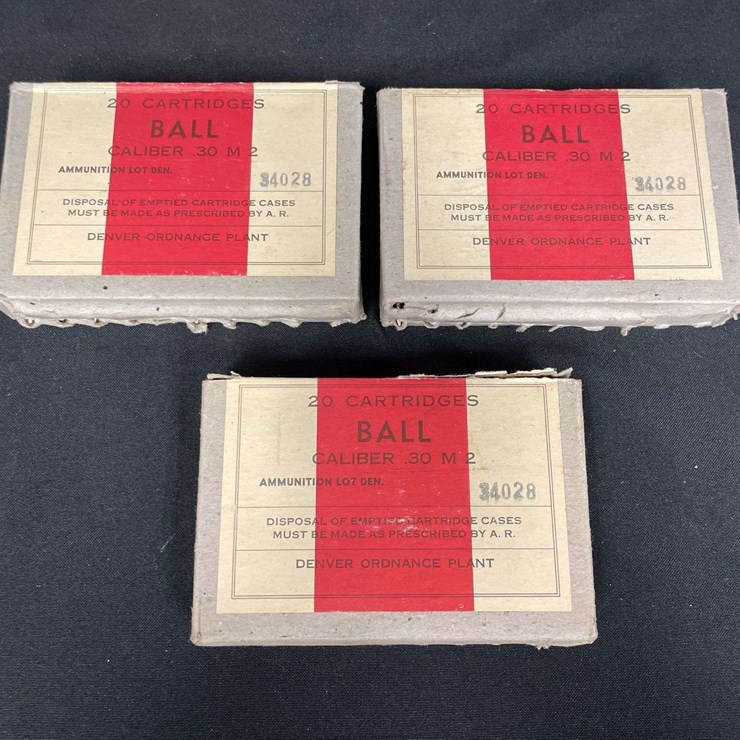 20 CARTRIDGES
BALL
CALIBER .30 M 2
AMMUNITION LOT DEN. 34028
DISPOSAL OF EMPTIED CARTRIDGE CASES
MUST BE MADE AS PRESCRIBED BY A. R.
DENVER ORDNANCE PLANT
20 CARTRIDGES
BALL
CALIBER .30 M 2
AMMUNITION LOT DEN. 34028
DISPOSAL OF EMPTIED CARTRIDGE CASES
MUST BE MADE AS PRESCRIBED BY A. R.
DENVER ORDNANCE PLANT
20 CARTRIDGES
BALL
CALIBER .30 M 2
AMMUNITION LOT DEN. 34028
DISPOSAL OF EMPTIED CARTRIDGE CASES
MUST BE MADE AS PRESCRIBED BY A. R.
DENVER ORDNANCE PLANT